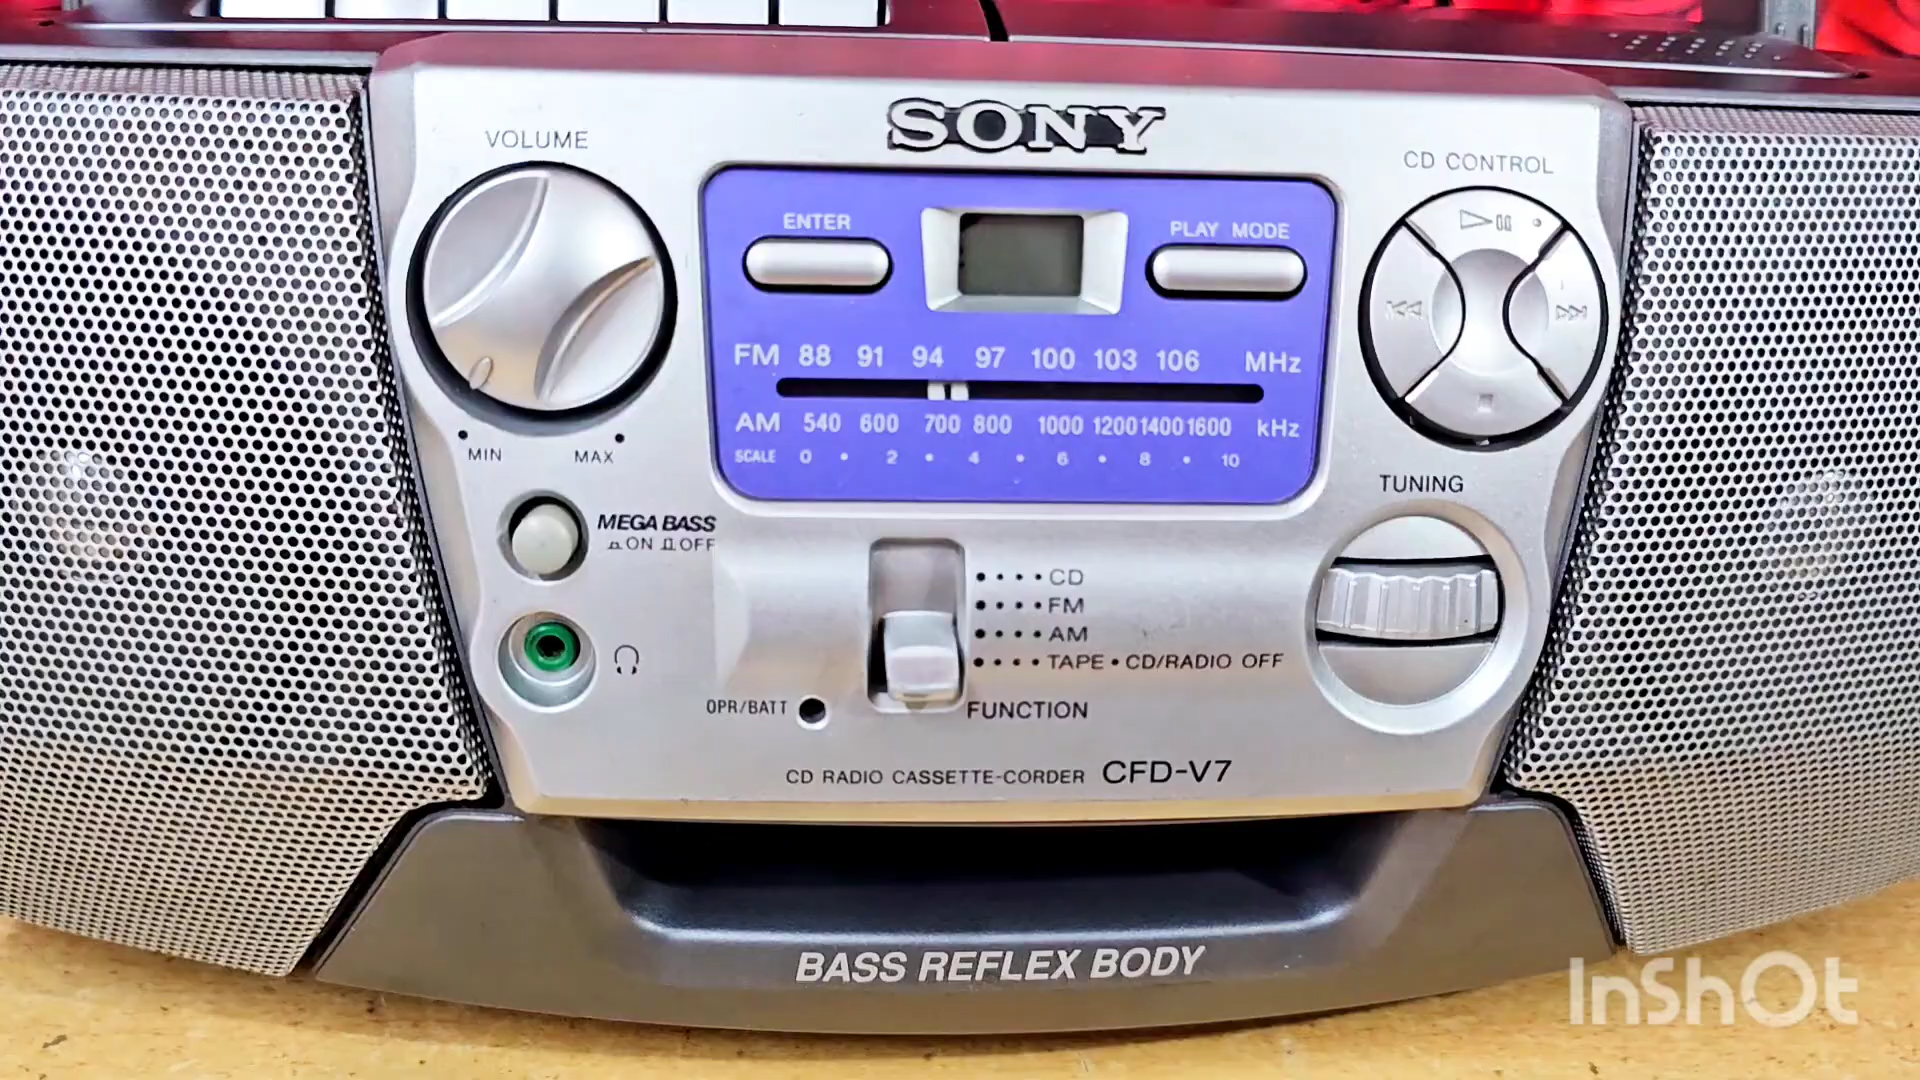 SONY
VOLUME
CD CONTROL
ENTER
PLAY MODE
FM 88 91 94 97 100 103 106 MHz
AM 540 600 700 800 1000 1200 1400 1600 kHz
SCALE 0 • 2 • 4 • 6 • 8 • 10
MIN MAX
TUNING
MEGA BASS
ON OFF
CD
FM
AM
TAPE • CD/RADIO OFF
OPR/BATT
FUNCTION
CD RADIO CASSETTE-CORDER CFD-V7
BASS REFLEX BODY
InShOt